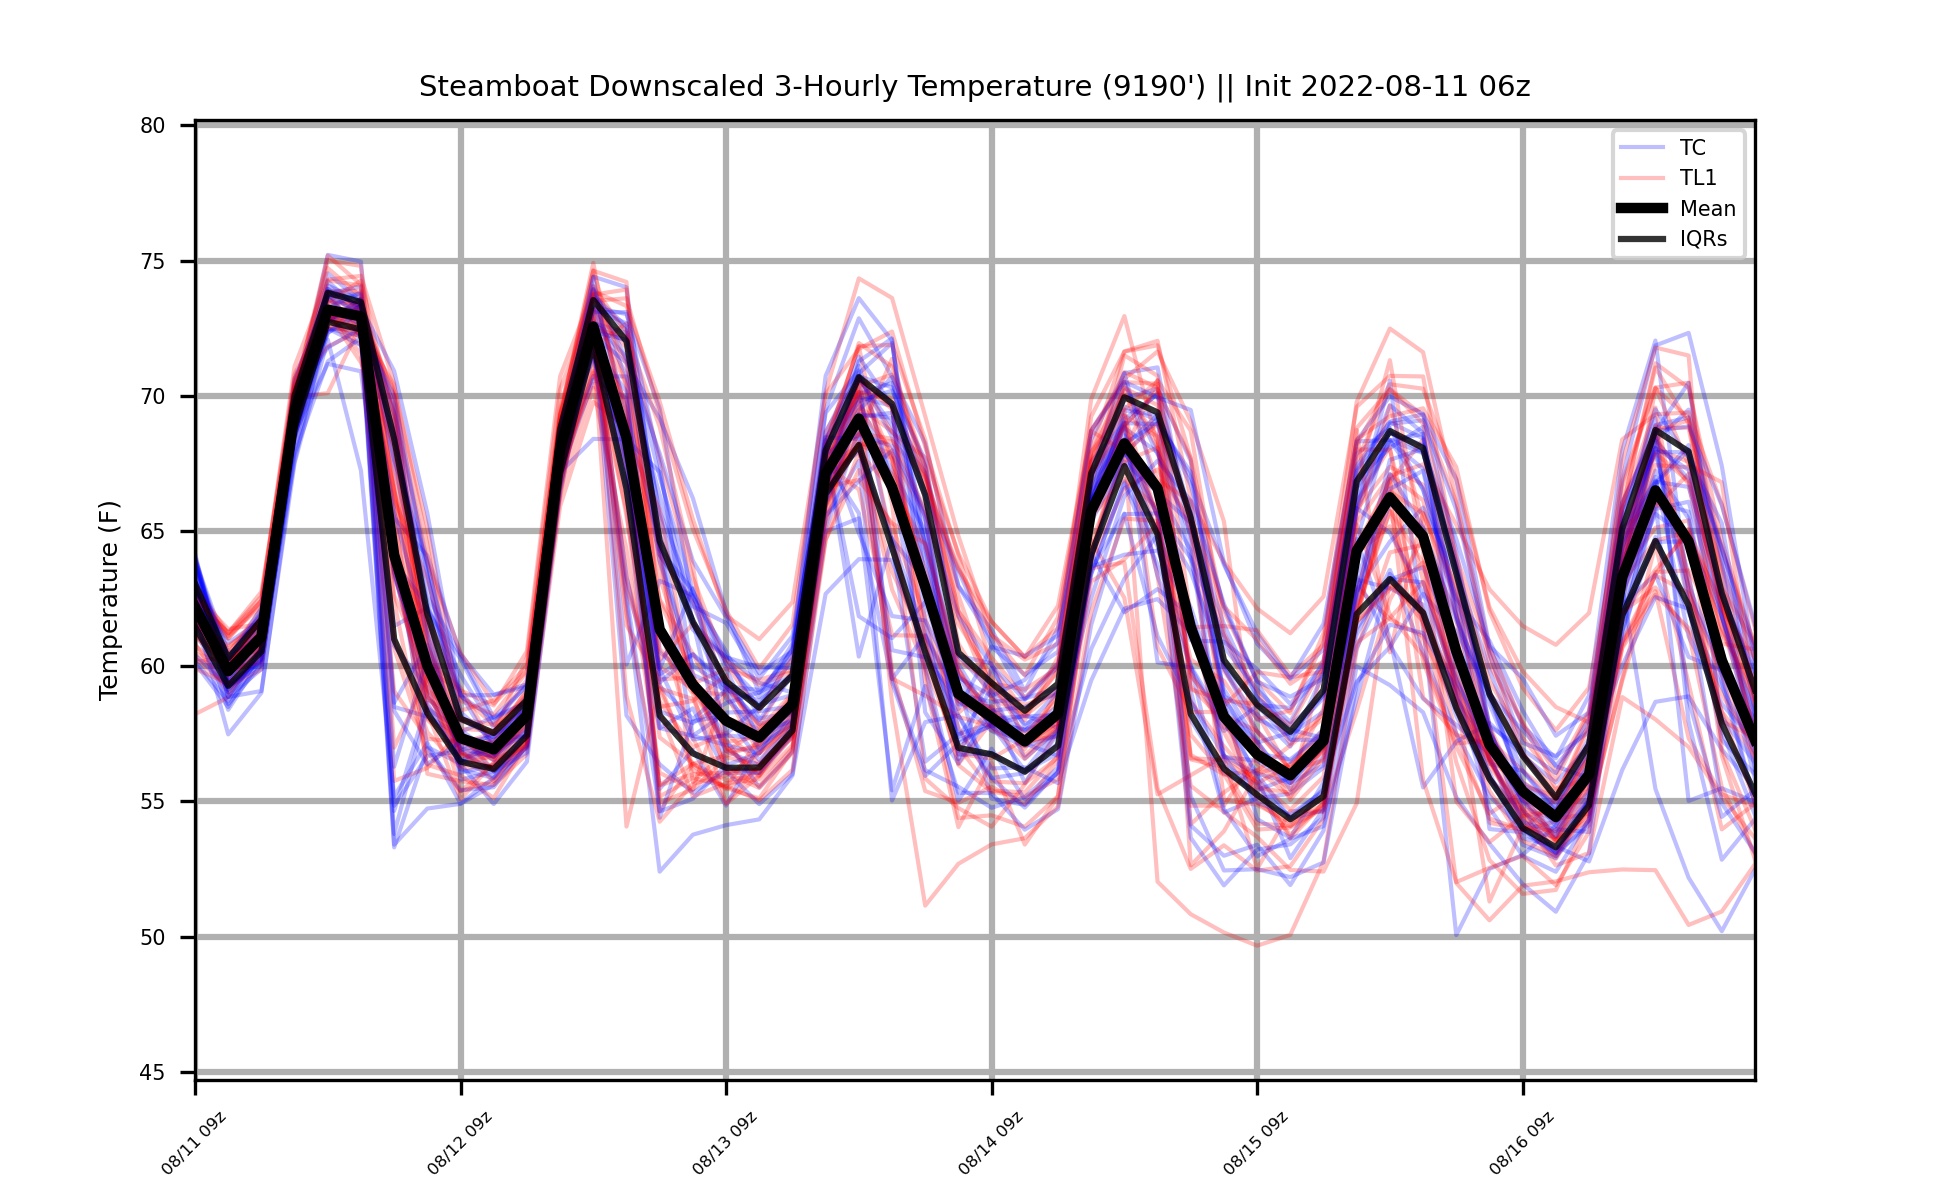 Steamboat Downscaled 3-Hourly Temperature (9190') || Init 2022-08-11 06z
80
75
70
65
60
55
50
45
Temperature (F)
TC
TL1
Mean
IQRs
08/11 09z
08/12 09z
08/13 09z
08/14 09z
08/15 09z
08/16 09z